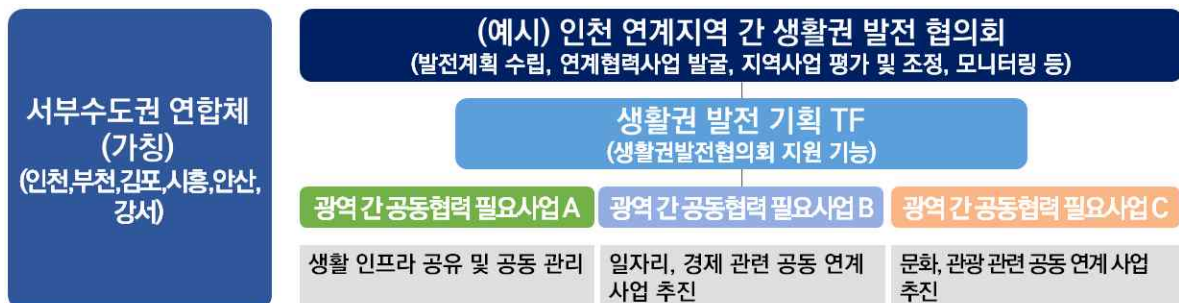 서부수도권 연합체
(가칭)
(인천,부천,김포,시흥,안산,
강서)
(예시) 인천 연계지역 간 생활권 발전 협의회
(발전계획 수립, 연계협력사업 발굴, 지역사업 평가 및 조정, 모니터링 등)
생활권 발전 기획 TF
(생활권발전협의회 지원 기능)
광역 간 공동협력 필요사업 A
광역 간 공동협력 필요사업 B
광역 간 공동협력 필요사업 C
생활 인프라 공유 및 공동 관리
일자리, 경제 관련 공동 연계
사업 추진
문화, 관광 관련 공동 연계 사업
추진